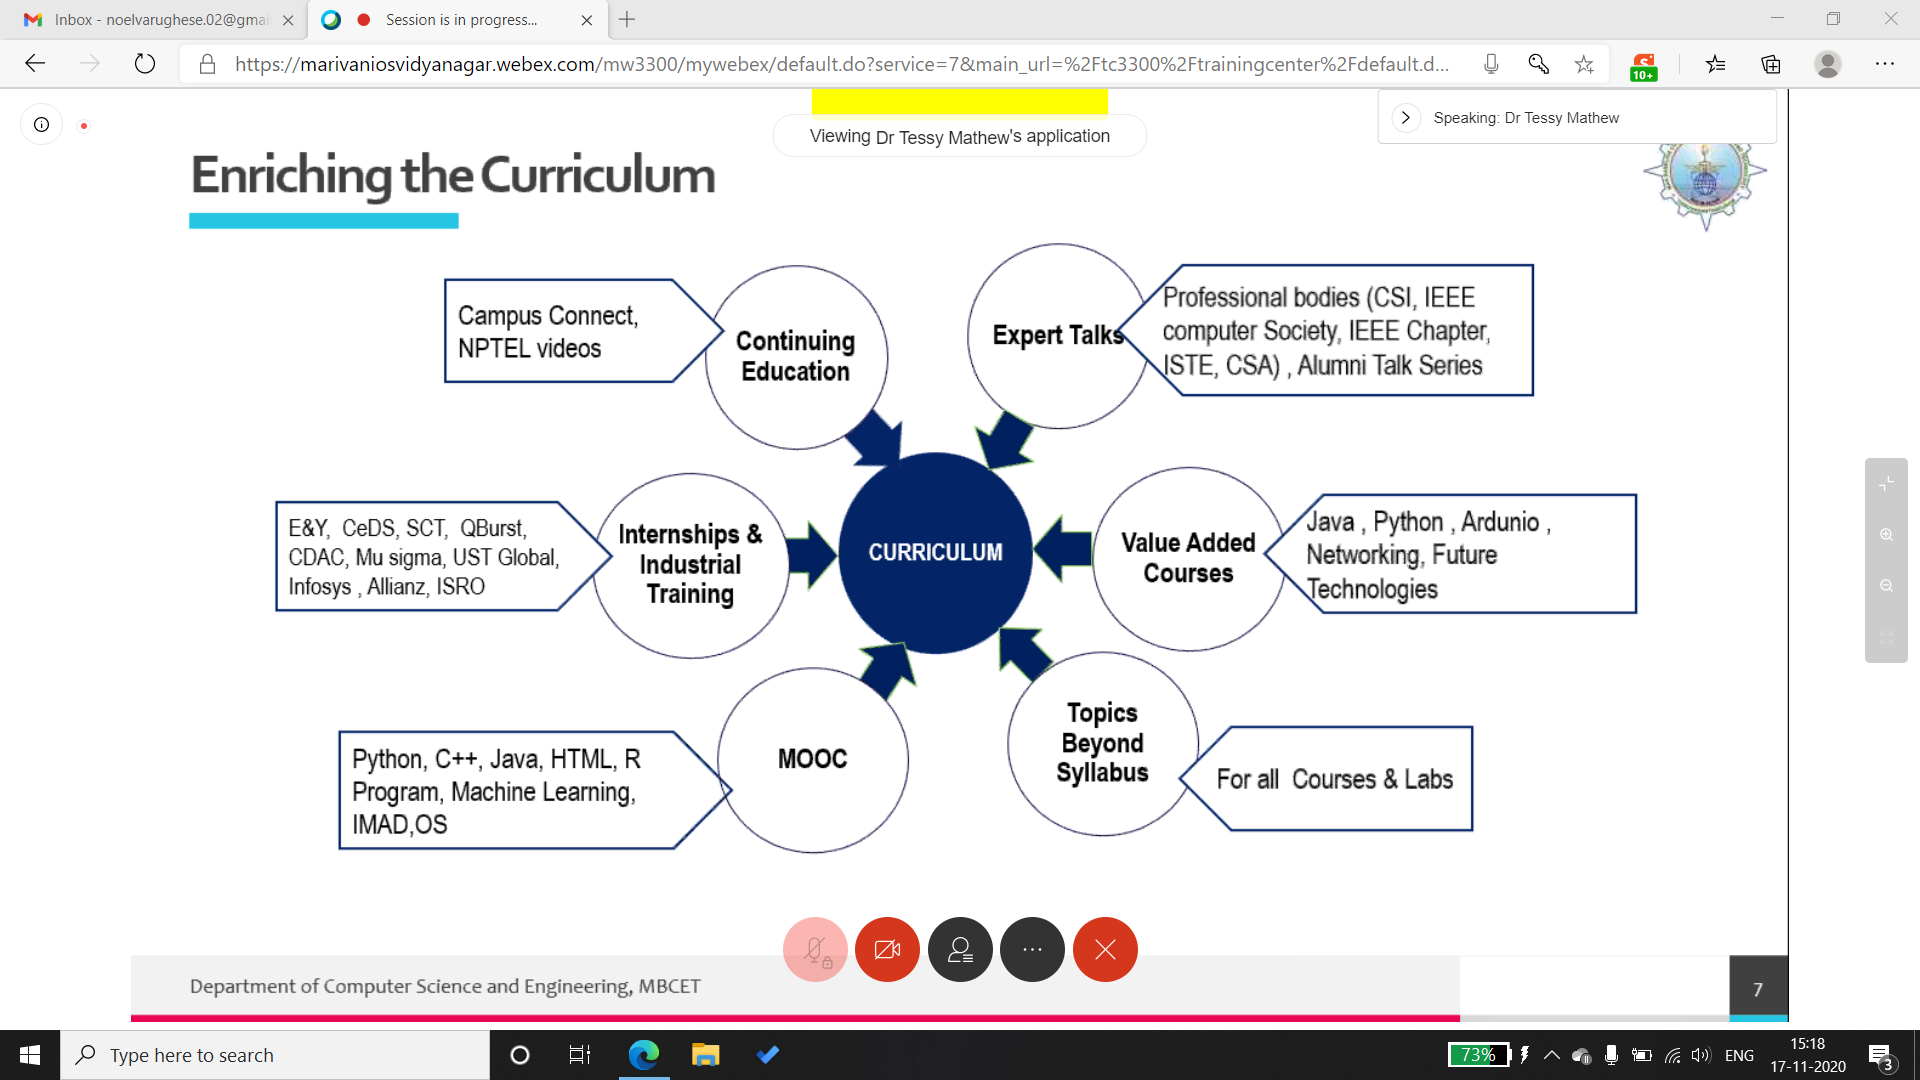 Inbox - noelvarughese.02@gmai
Session is in progress...
https://marivaniosvidyanagar.webex.com/mw3300/mywebex/default.do?service=7&main_url=%2Ftc3300%2Ftrainingcenter%2Fdefault.d...
10+
Viewing Dr Tessy Mathew's application
Speaking: Dr Tessy Mathew
Enriching the Curriculum
Campus Connect,
NPTEL videos
Continuing
Education
Expert Talks
Professional bodies (CSI, IEEE
computer Society, IEEE Chapter,
ISTE, CSA) , Alumni Talk Series
E&Y, CeDS, SCT, QBurst,
CDAC, Mu sigma, UST Global,
Infosys , Allianz, ISRO
Internships &
Industrial
Training
CURRICULUM
Value Added
Courses
Java , Python , Ardunio ,
Networking, Future
Technologies
Python, C++, Java, HTML, R
Program, Machine Learning,
IMAD,OS
MOOC
Topics
Beyond
Syllabus
For all Courses & Labs
Department of Computer Science and Engineering, MBCET
7
Type here to search
73%
ENG
15:18
17-11-2020
3